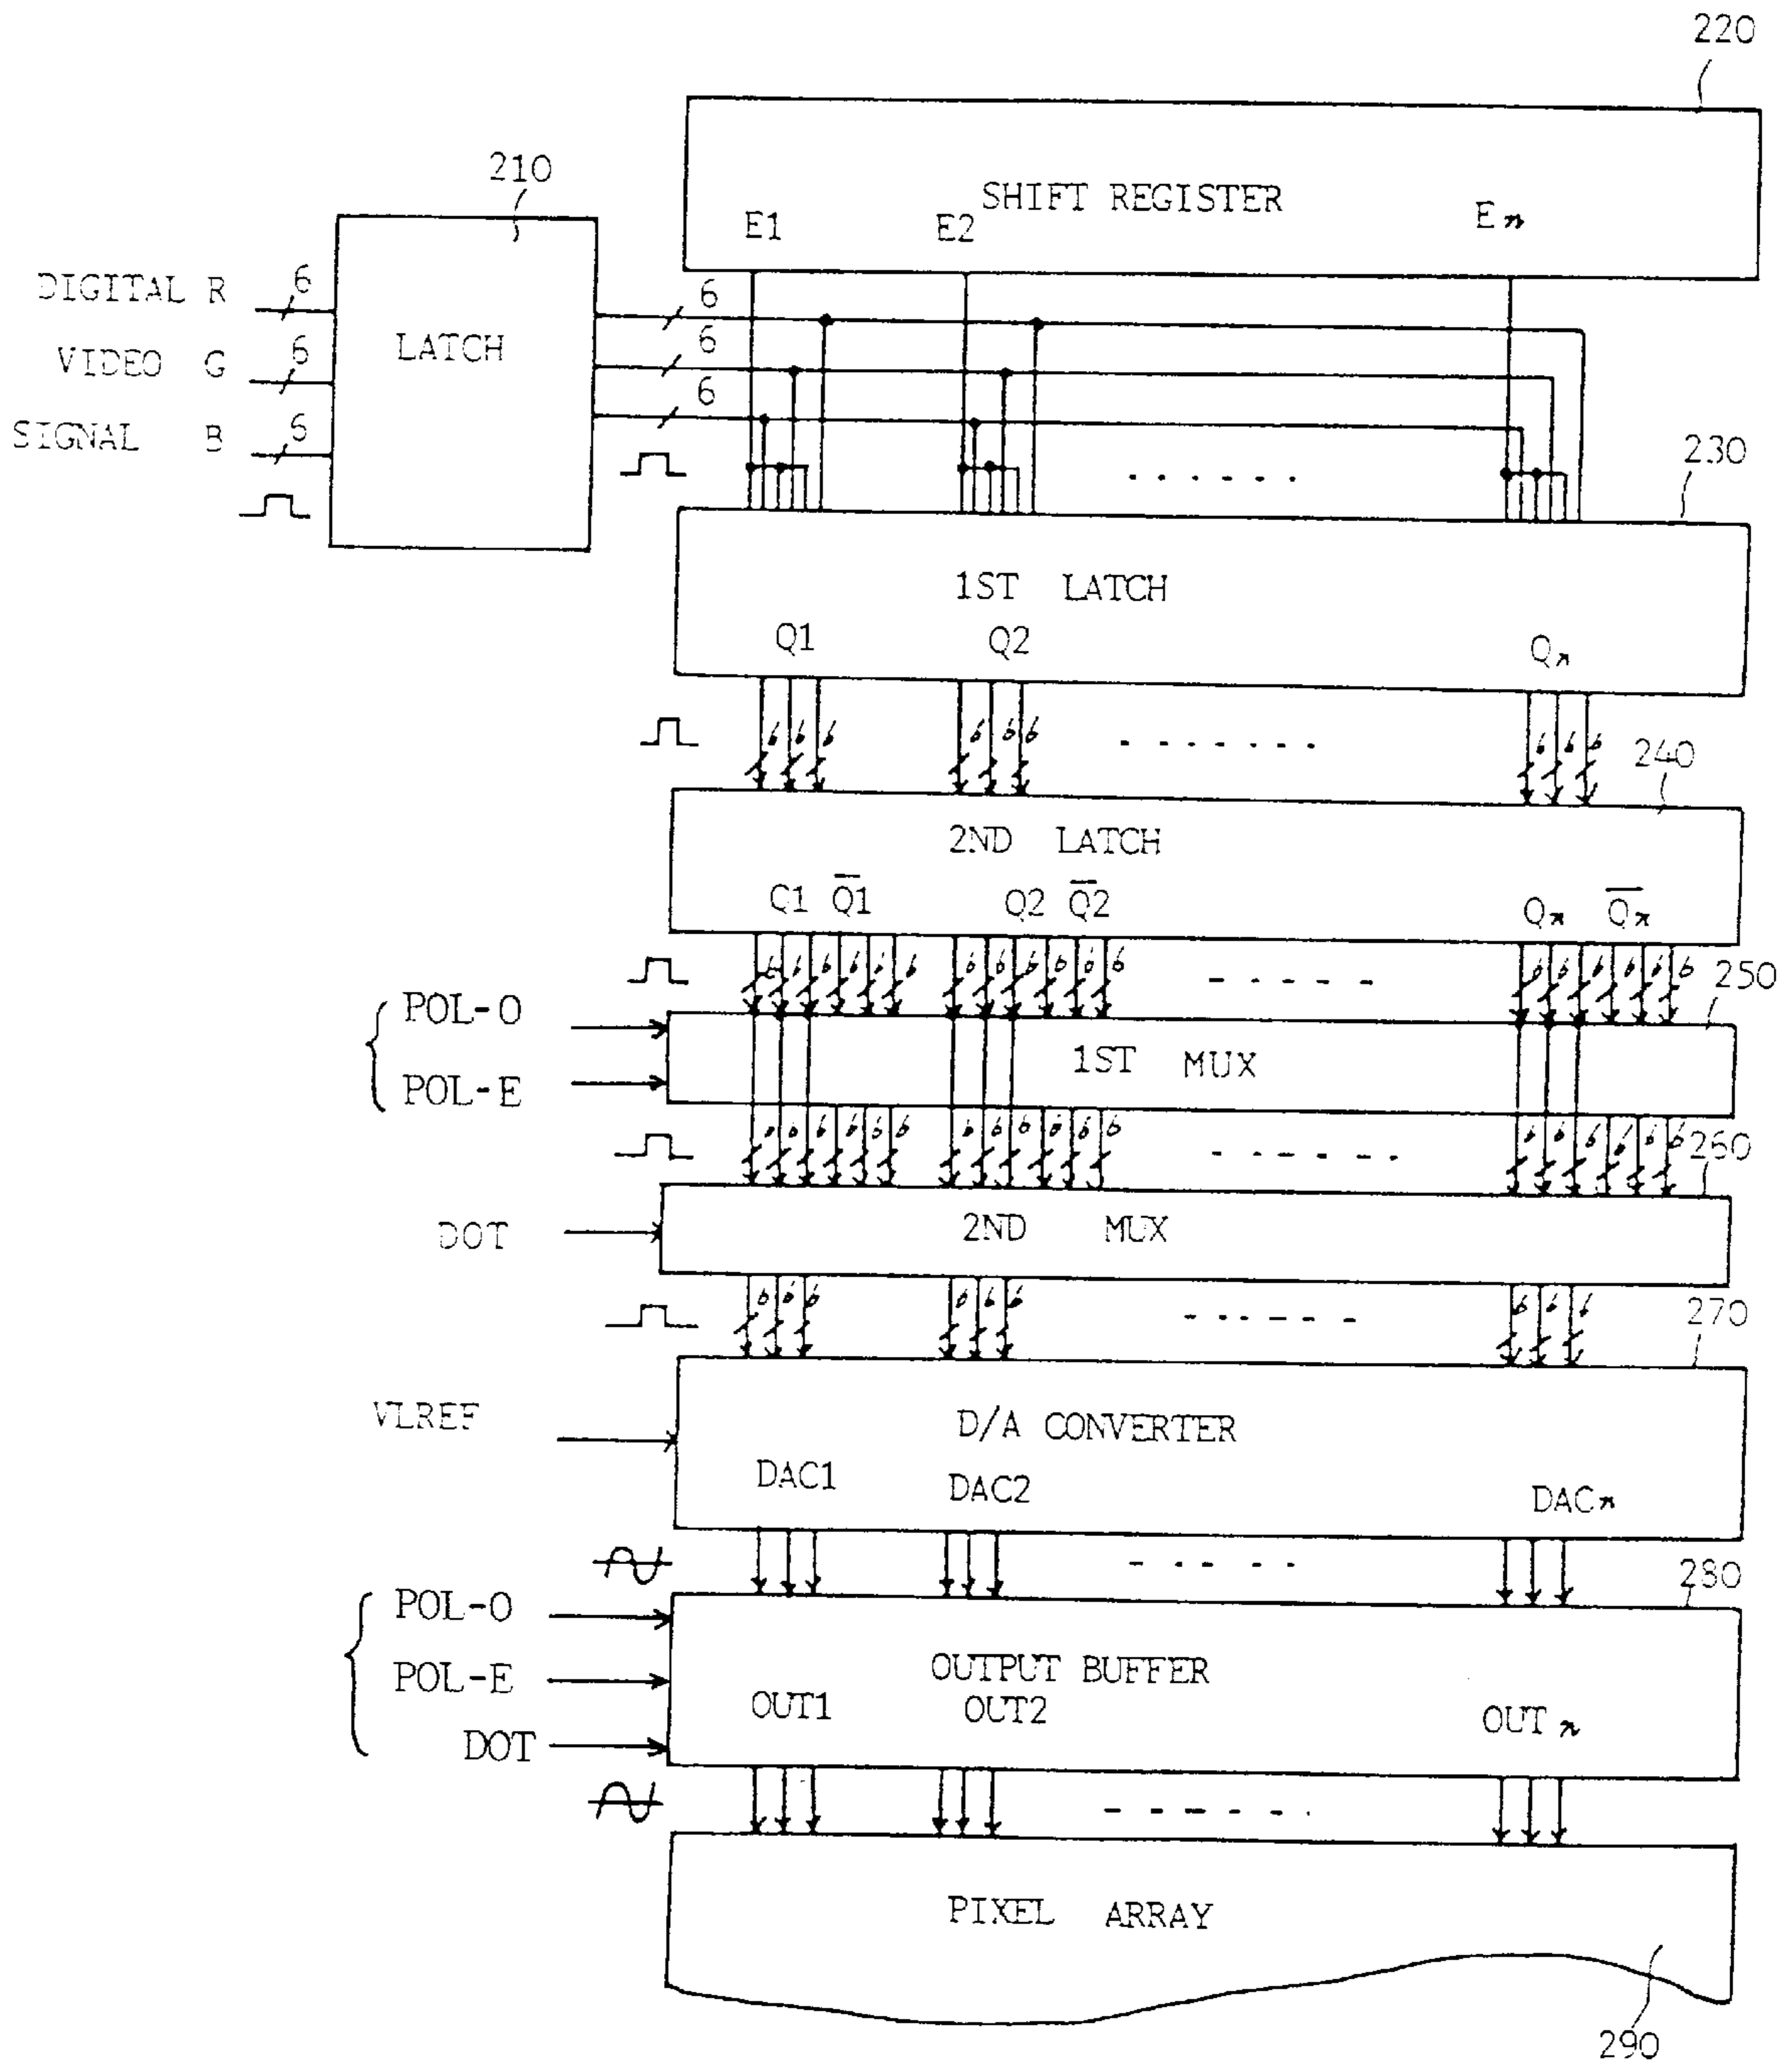 220
SHIFT REGISTER
E1 E2 En
210
DIGITAL R 6
VIDEO G 6
SIGNAL B 6
LATCH
6
6
6
230
1ST LATCH
Q1 Q2 Qn
6 6 6 6 6 6 6 6 6
240
2ND LATCH
Q1 Q̅1 Q2 Q̅2 Qn Q̅n
6 6 6 6 6 6 6 6 6 6 6 6 6 6 6 6 6 6
250
POL-O
POL-E
1ST MUX
6 6 6 6 6 6 6 6 6 6 6 6 6 6 6 6 6 6
260
DOT
2ND MUX
6 6 6 6 6 6 6 6 6
270
VLREF
D/A CONVERTER
DAC1 DAC2 DACn
280
POL-O
POL-E
DOT
OUTPUT BUFFER
OUT1 OUT2 OUT n
PIXEL ARRAY
290